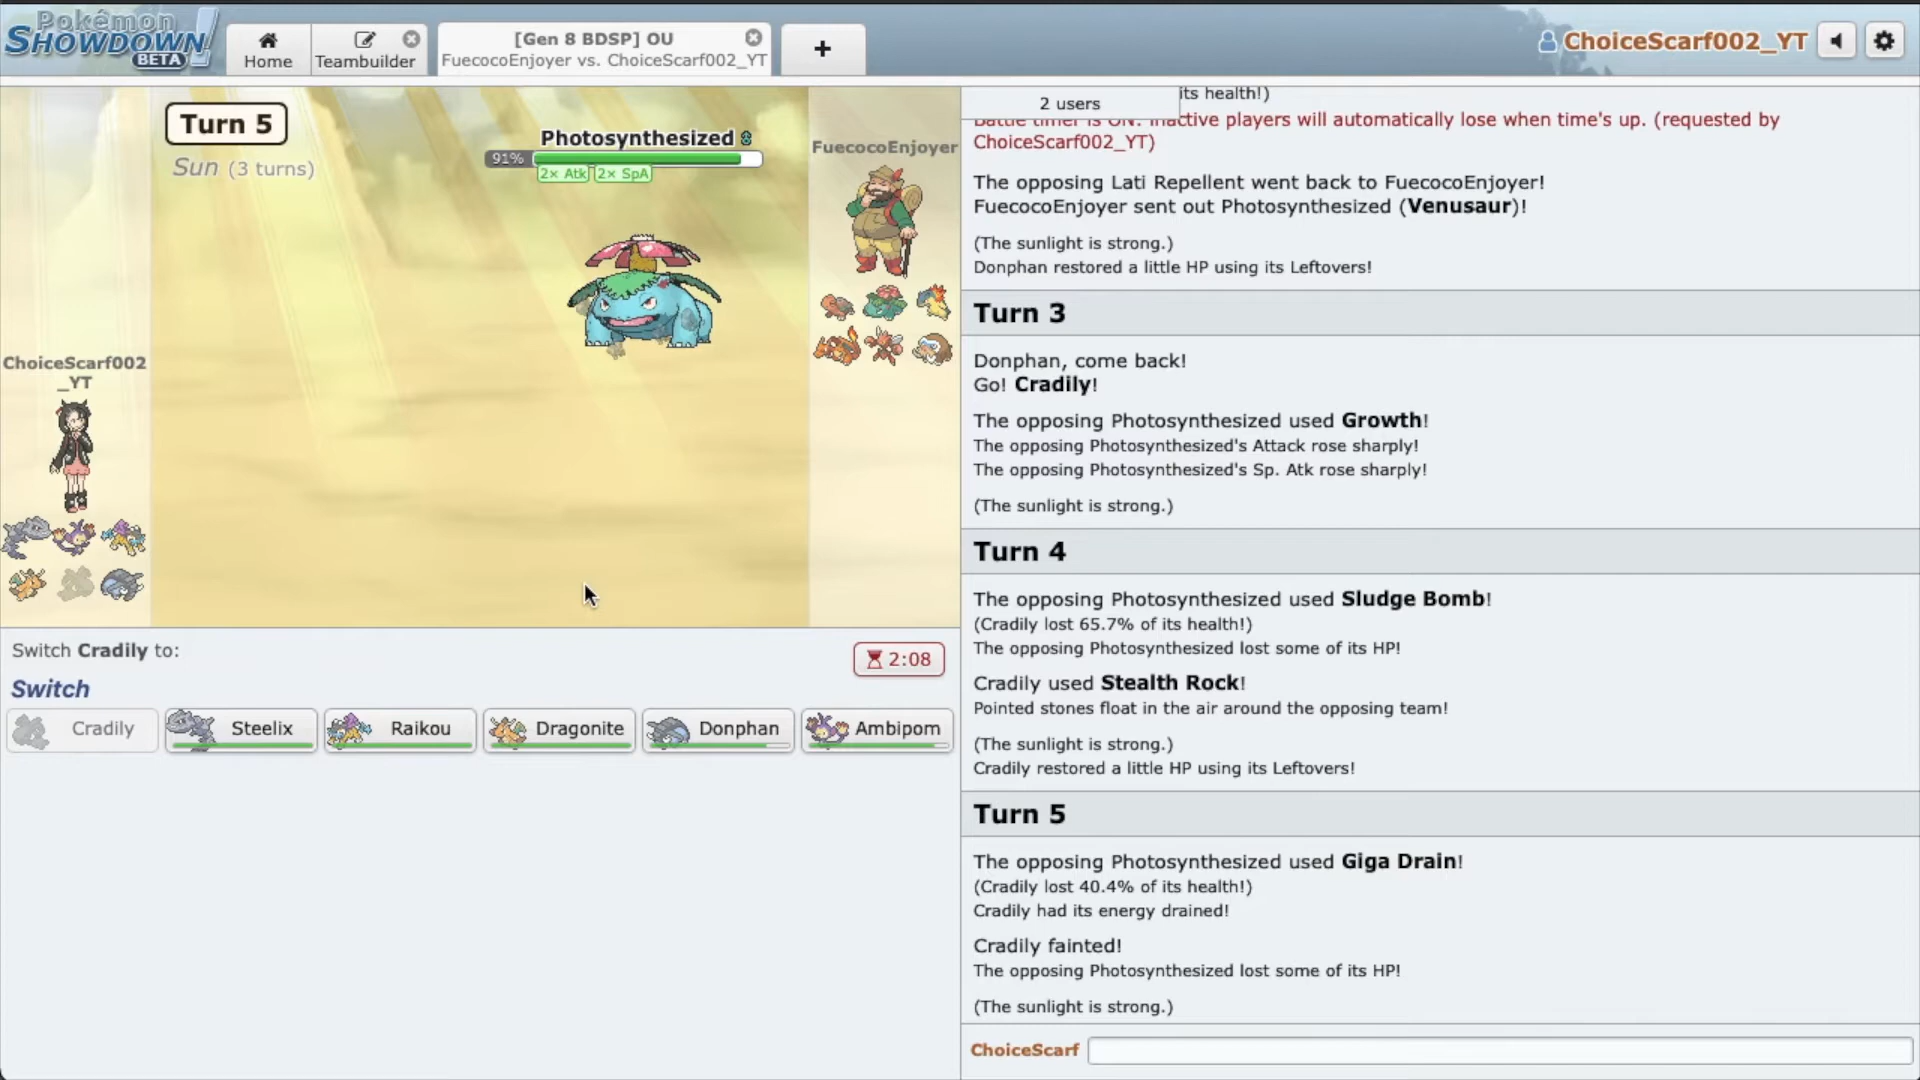 Pokémon
SHOWDOWN!
BETA
Home
Teambuilder
[Gen 8 BDSP] OU
FuecocoEnjoyer vs. ChoiceScarf002_YT
+
ChoiceScarf002_YT
Turn 5
Sun (3 turns)
Photosynthesized
91%
2× Atk 2× SpA
FuecocoEnjoyer
ChoiceScarf002
_YT
Switch Cradily to:
2:08
Switch
Cradily
Steelix
Raikou
Dragonite
Donphan
Ambipom
2 users
its health!)
Battle timer is ON: inactive players will automatically lose when time's up. (requested by
ChoiceScarf002_YT)
The opposing Lati Repellent went back to FuecocoEnjoyer!
FuecocoEnjoyer sent out Photosynthesized (Venusaur)!
(The sunlight is strong.)
Donphan restored a little HP using its Leftovers!
Turn 3
Donphan, come back!
Go! Cradily!
The opposing Photosynthesized used Growth!
The opposing Photosynthesized's Attack rose sharply!
The opposing Photosynthesized's Sp. Atk rose sharply!
(The sunlight is strong.)
Turn 4
The opposing Photosynthesized used Sludge Bomb!
(Cradily lost 65.7% of its health!)
The opposing Photosynthesized lost some of its HP!
Cradily used Stealth Rock!
Pointed stones float in the air around the opposing team!
(The sunlight is strong.)
Cradily restored a little HP using its Leftovers!
Turn 5
The opposing Photosynthesized used Giga Drain!
(Cradily lost 40.4% of its health!)
Cradily had its energy drained!
Cradily fainted!
The opposing Photosynthesized lost some of its HP!
(The sunlight is strong.)
ChoiceScarf